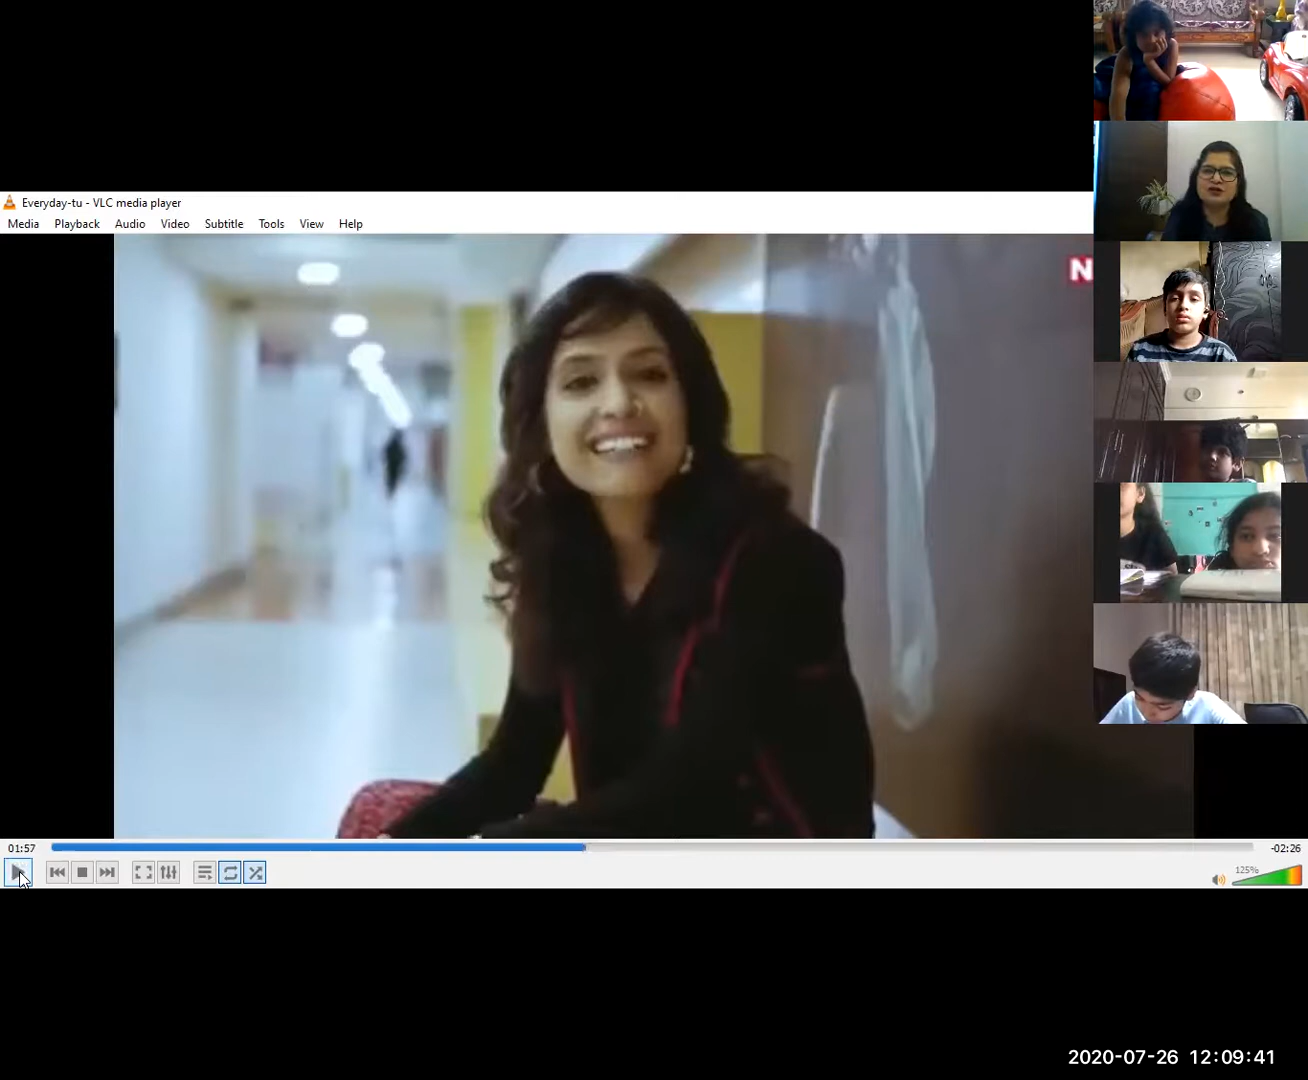 Everyday-tu - VLC media player
Media Playback Audio Video Subtitle Tools View Help
N
01:57
-02:26
125%
2020-07-26 12:09:41